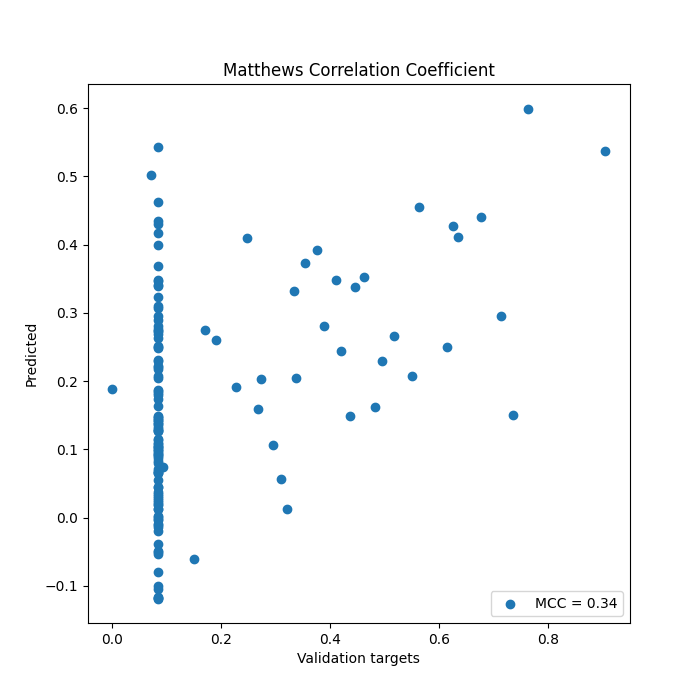 Matthews Correlation Coefficient
0.6
0.5
0.4
0.3
0.2
0.1
0.0
−0.1
Predicted
MCC = 0.34
0.0 0.2 0.4 0.6 0.8
Validation targets